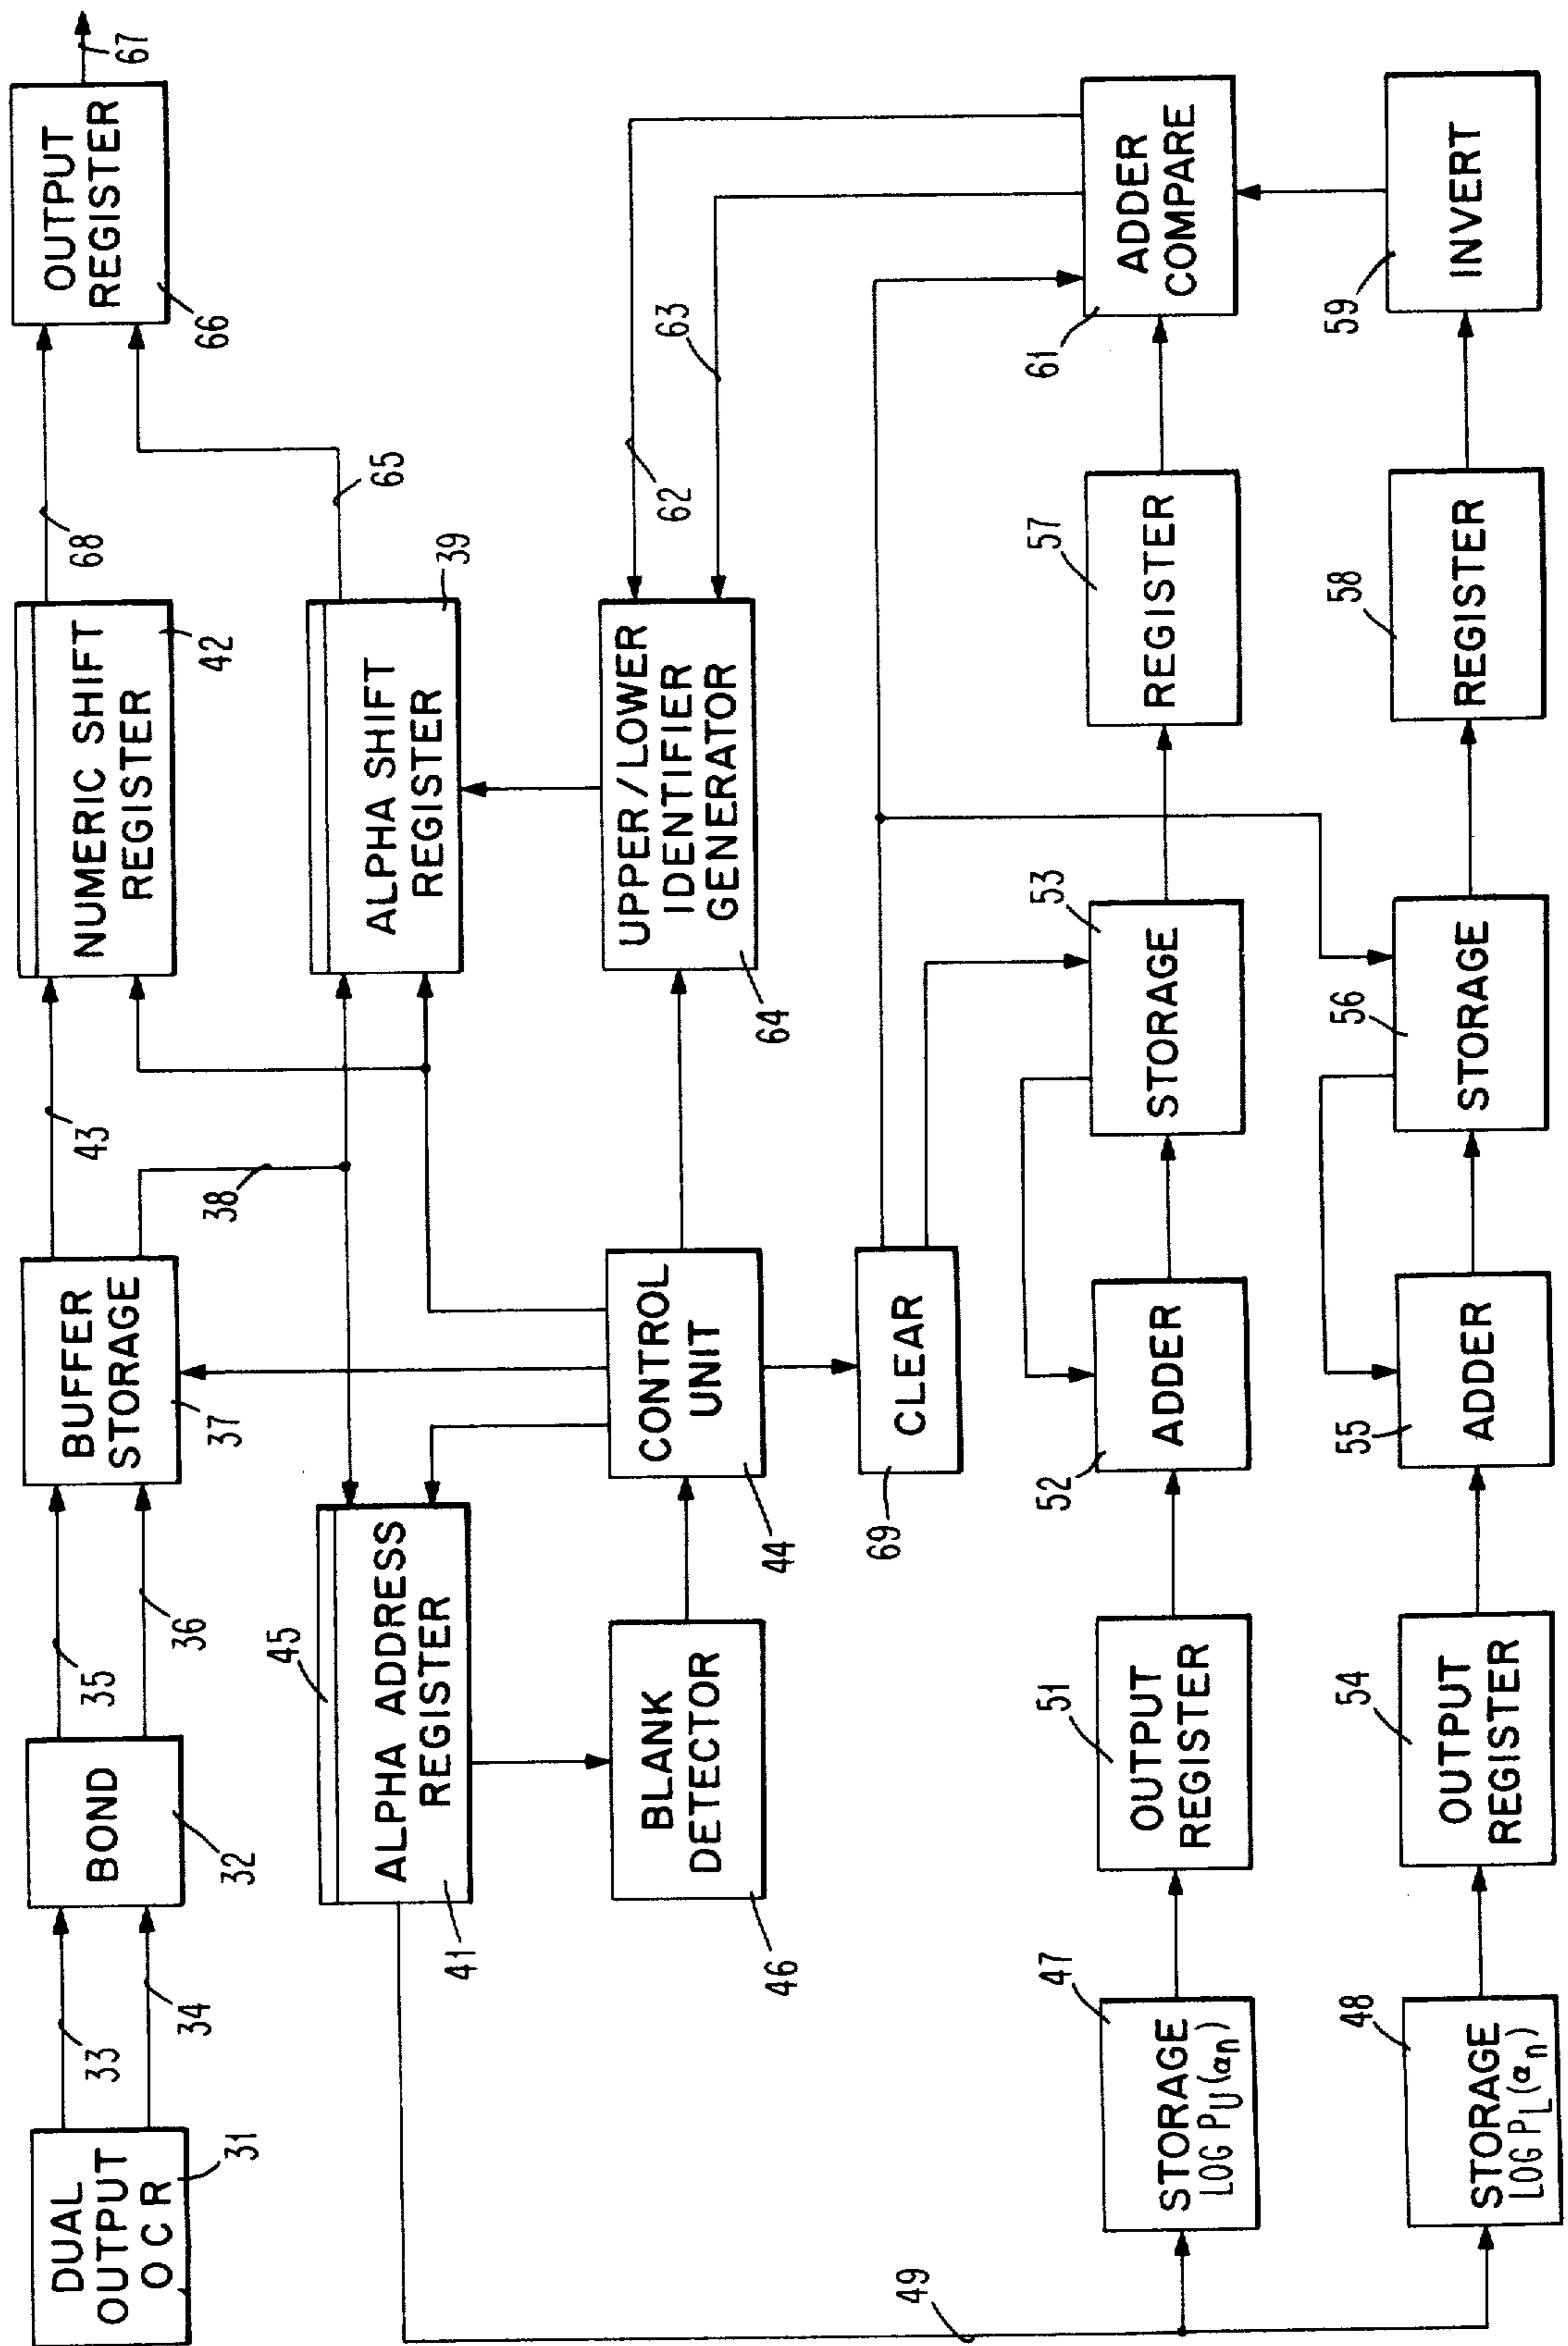 DUAL
OUTPUT
OCR
31
33
34
BOND
32
35
36
BUFFER
STORAGE
37
43
38
NUMERIC SHIFT
REGISTER
42
68
OUTPUT
REGISTER
66
67
45
ALPHA ADDRESS
REGISTER
41
ALPHA SHIFT
REGISTER
39
65
BLANK
DETECTOR
46
CONTROL
UNIT
44
UPPER/LOWER
IDENTIFIER
GENERATOR
64
62
63
CLEAR
69
49
47
STORAGE
LOG PU(αn)
51
OUTPUT
REGISTER
52
ADDER
53
STORAGE
57
REGISTER
61
ADDER
COMPARE
48
STORAGE
LOG PL(αn)
54
OUTPUT
REGISTER
55
ADDER
56
STORAGE
58
REGISTER
59
INVERT